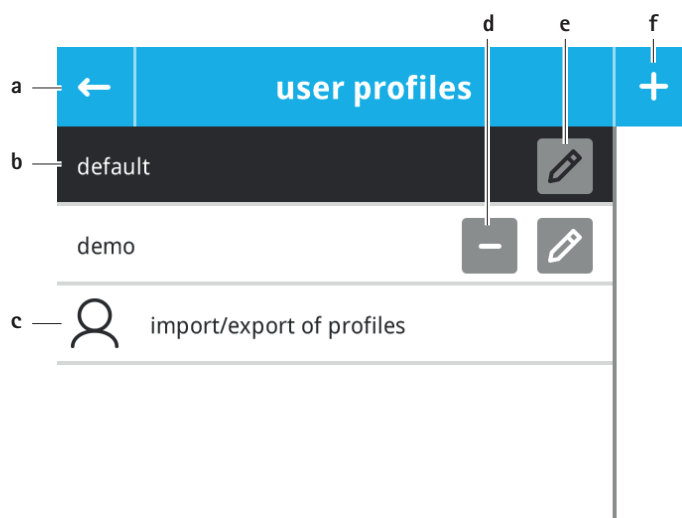 d e f
a user profiles
b default
demo
c import/export of profiles